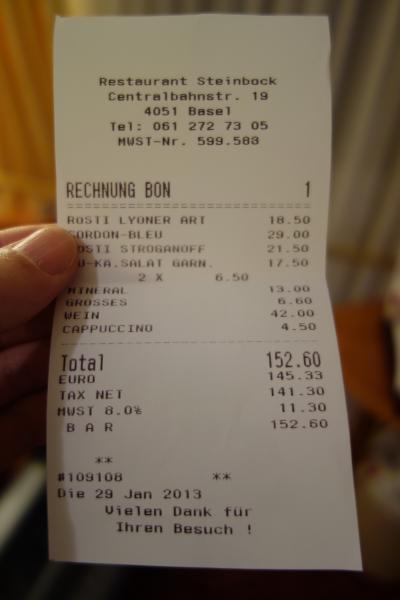 Restaurant Steinbock
Centralbahnstr. 19
4051 Basel
Tel: 061 272 73 05
MWST-Nr. 599.583
RECHNUNG BON 1
RÖSTI LYONER ART 18.50
CORDON-BLEU 29.00
RÖSTI STROGANOFF 21.50
-KA.SALAT GARN. 17.50
2 X 6.50
MINERAL 13.00
GROSSES 6.60
WEIN 42.00
CAPPUCCINO 4.50
Total 152.60
EURO 145.33
TAX NET 141.30
MWST 8.0% 11.30
B A R 152.60
**
#109108 **
Die 29 Jan 2013
Vielen Dank für
Ihren Besuch !